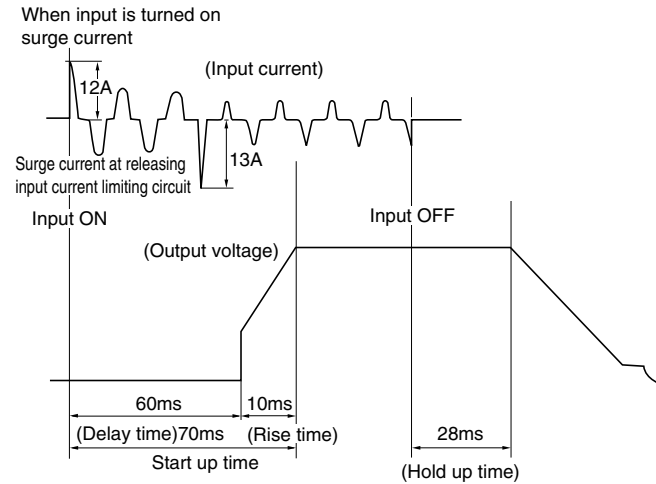 When input is turned on
surge current
(Input current)
12A
13A
Surge current at releasing
input current limiting circuit
Input ON
Input OFF
(Output voltage)
60ms
10ms
(Delay time)70ms
(Rise time)
28ms
Start up time
(Hold up time)